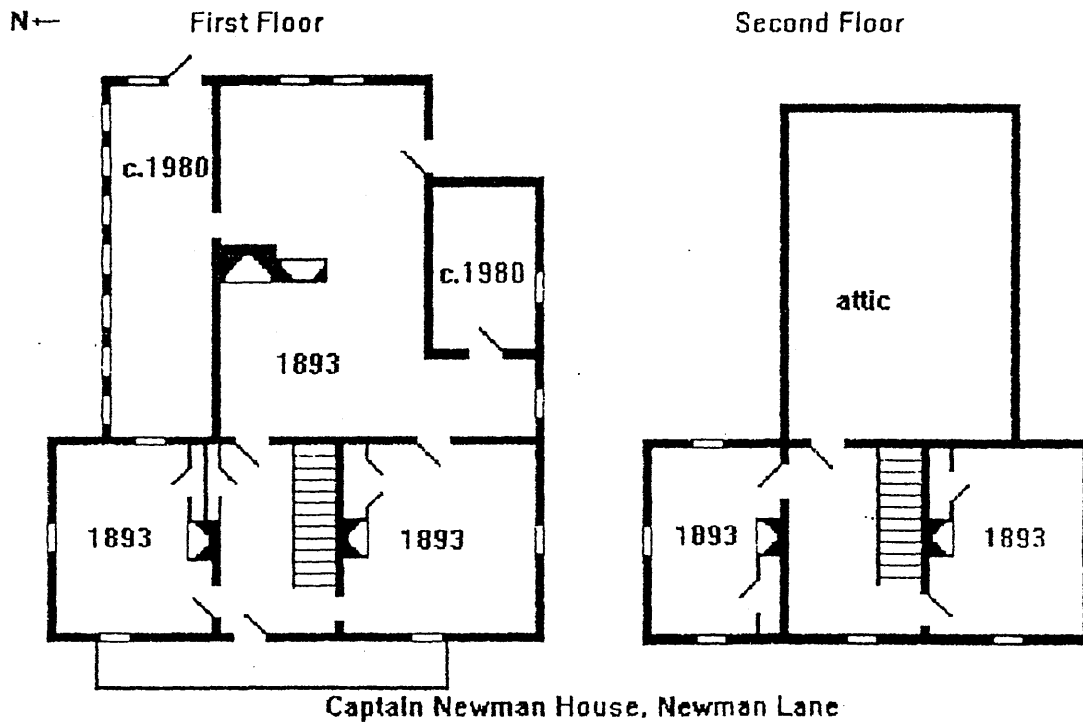 N←
First Floor
Second Floor
c.1980
c.1980
attic
1893
1893
1893
1893
1893
Captain Newman House, Newman Lane